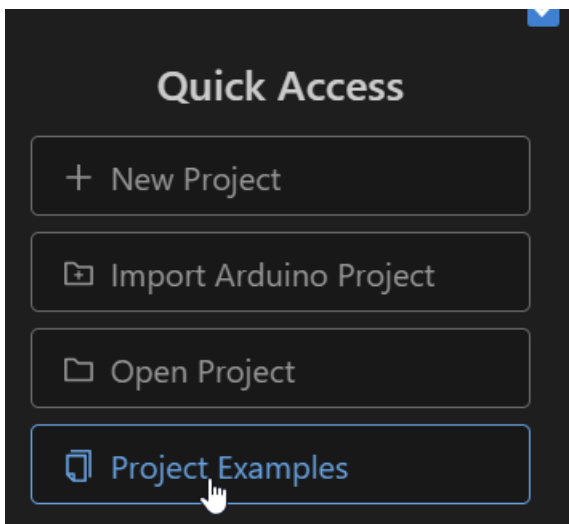 Quick Access
New Project
Import Arduino Project
Open Project
Project Examples